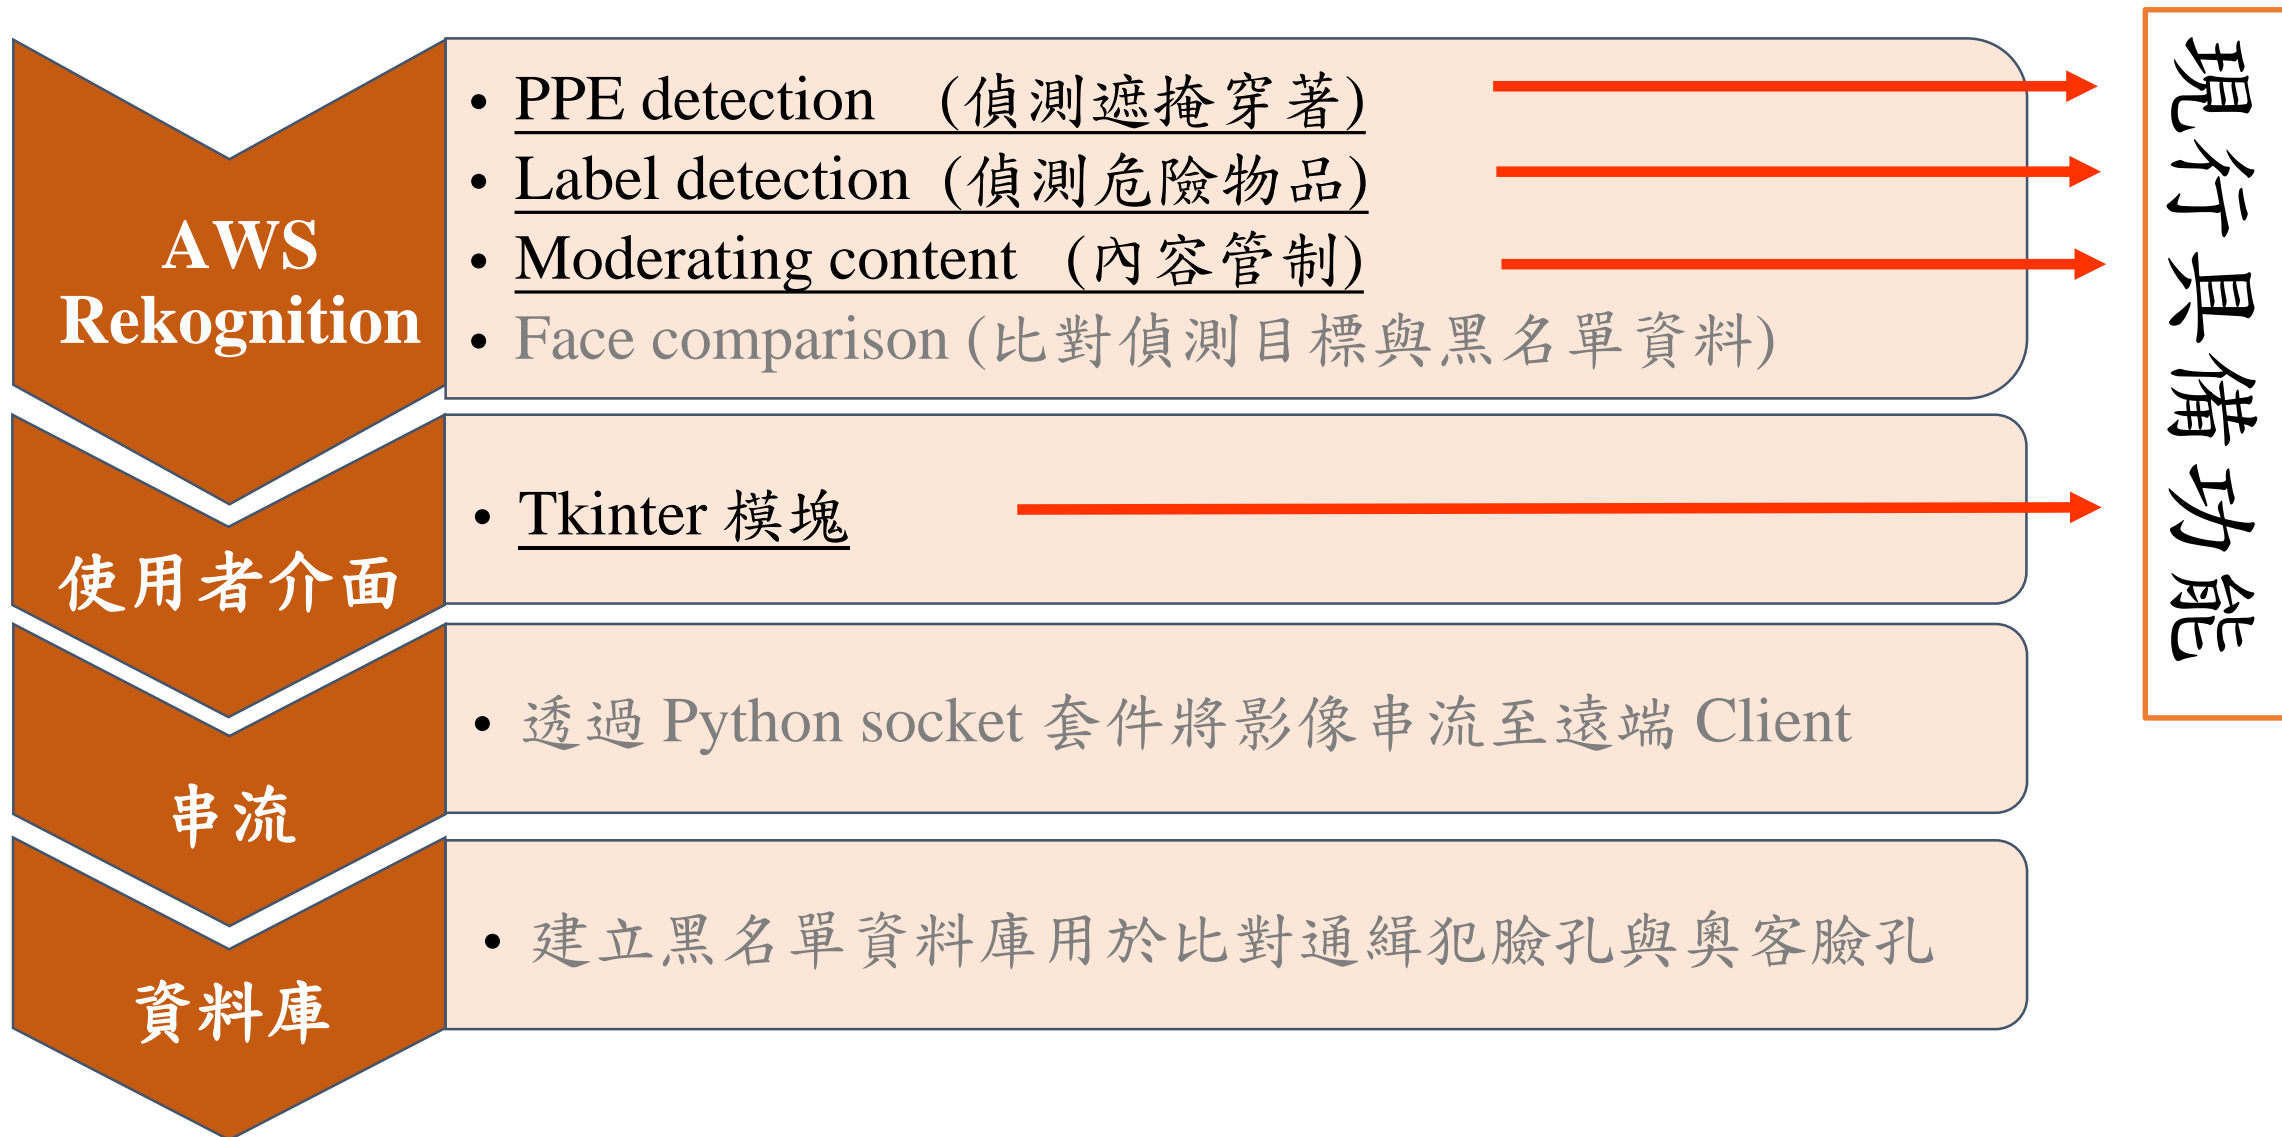 AWS
Rekognition
• PPE detection (偵測遮掩穿著)
• Label detection (偵測危險物品)
• Moderating content (內容管制)
• Face comparison (比對偵測目標與黑名單資料)
使用者介面
• Tkinter 模塊
串流
• 透過 Python socket 套件將影像串流至遠端 Client
資料庫
• 建立黑名單資料庫用於比對通緝犯臉孔與奧客臉孔
現行具備功能